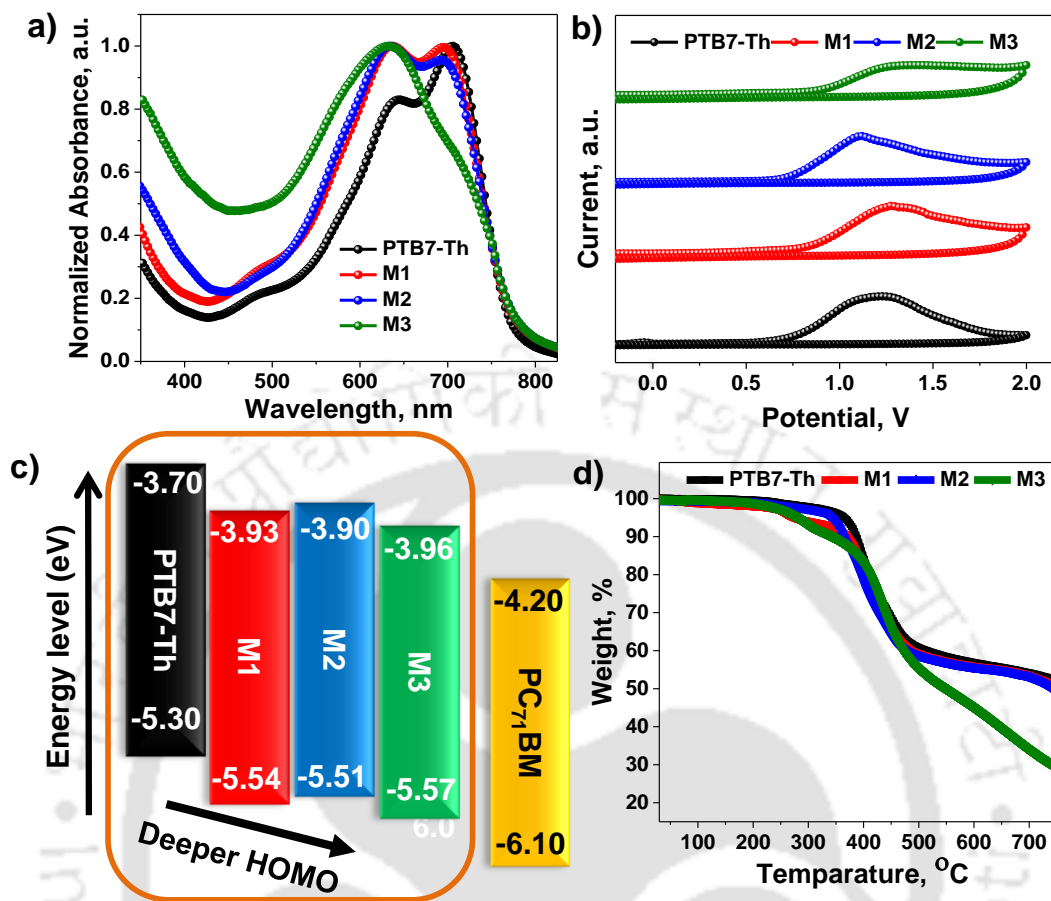 a)
Normalized Absorbance, a.u.
1.0
0.8
0.6
0.4
0.2
0.0
400 500 600 700 800
Wavelength, nm
PTB7-Th
M1
M2
M3
b)
PTB7-Th M1 M2 M3
Current, a.u.
0.0 0.5 1.0 1.5 2.0
Potential, V
c)
Energy level (eV)
-3.70
PTB7-Th
-5.30
-3.93
M1
-5.54
-3.90
M2
-5.51
-3.96
M3
-5.57
6.0
-4.20
PC71BM
-6.10
Deeper HOMO
d)
PTB7-Th M1 M2 M3
Weight, %
100
90
80
70
60
50
40
30
20
100 200 300 400 500 600 700
Temparature, OC